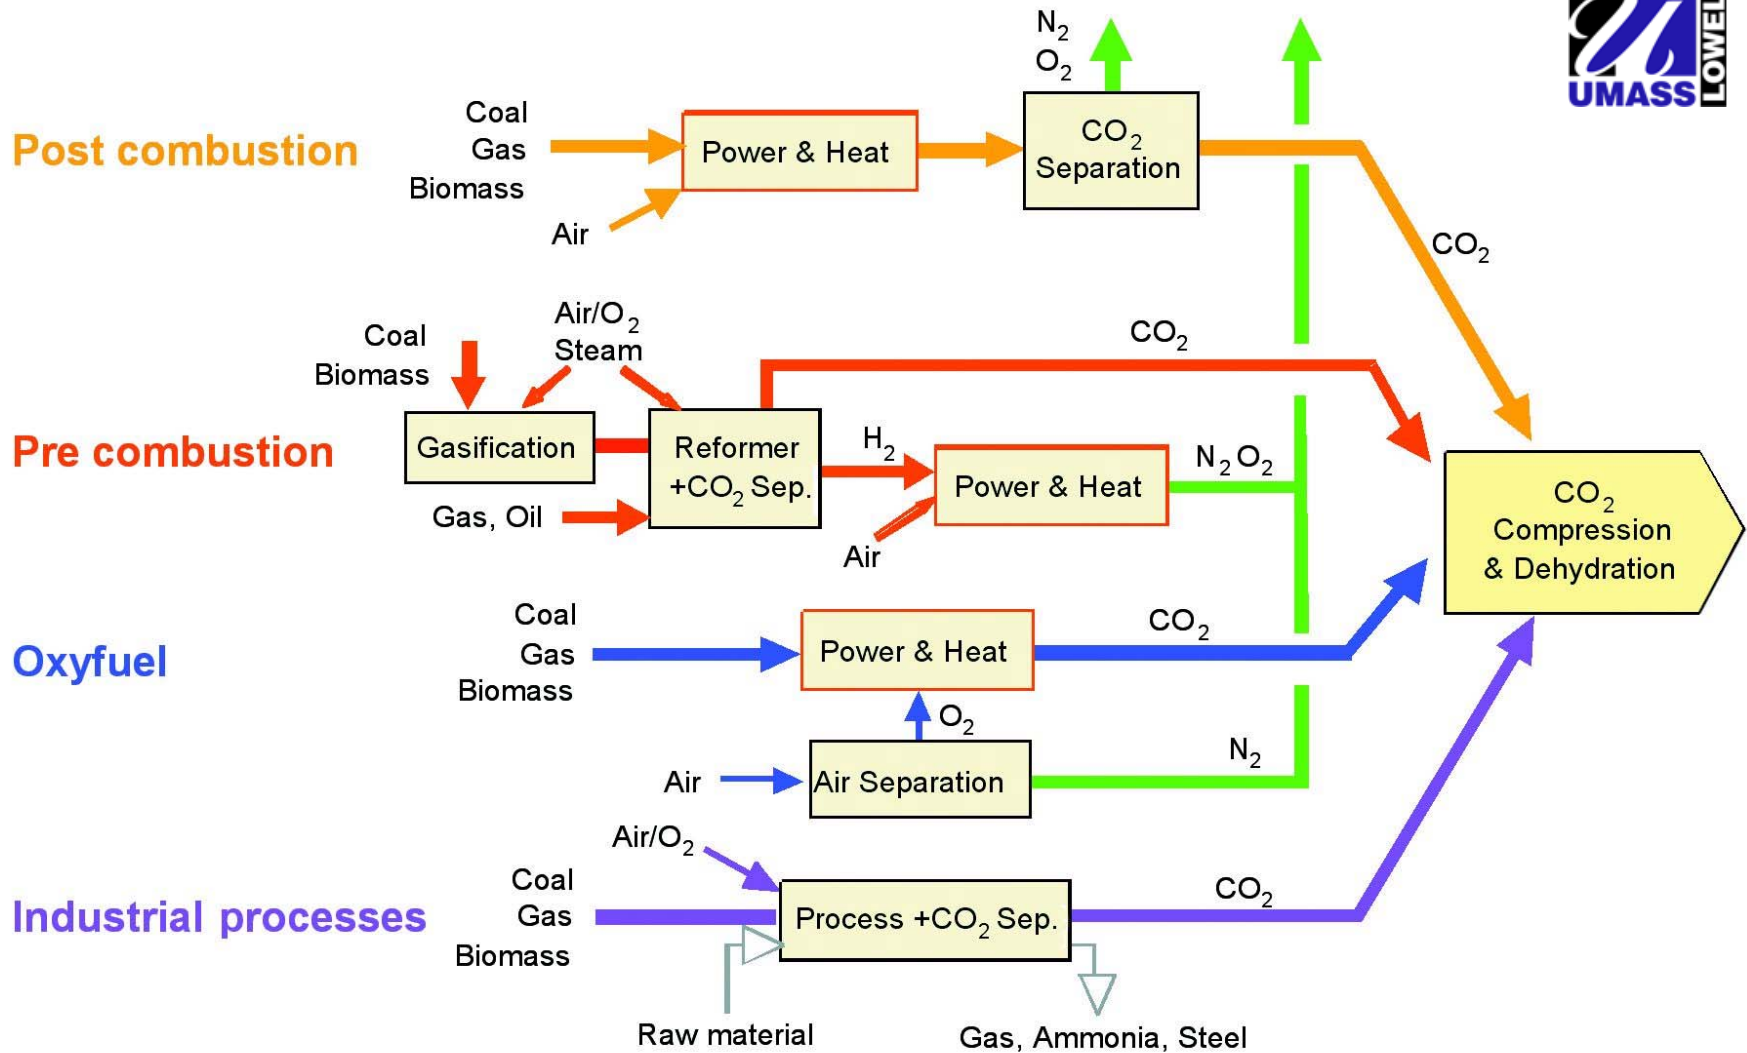 N₂
O₂
UMASS
LOWELL
Post combustion
Coal
Gas
Biomass
Air
Power & Heat
CO₂
Separation
CO₂
Pre combustion
Coal
Biomass
Air/O₂
Steam
Gasification
Gas, Oil
Reformer
+CO₂ Sep.
CO₂
H₂
Air
Power & Heat
N₂ O₂
CO₂
Compression
& Dehydration
Oxyfuel
Coal
Gas
Biomass
Power & Heat
CO₂
O₂
Air
Air Separation
N₂
Industrial processes
Air/O₂
Coal
Gas
Biomass
Process +CO₂ Sep.
CO₂
Raw material
Gas, Ammonia, Steel